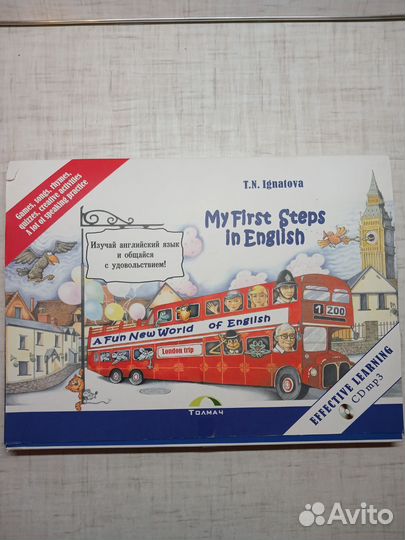 Games, songs, rhymes,
quizzes, creative activities
A lot of speaking practice
T.N. Ignatova
My First Steps
in English
Изучай английский язык
и общайся
с удовольствием!
1 ZOO
A Fun New World of English
London trip
EFFECTIVE LEARNING
CD mp3
ТОЛМАЧ
Avito